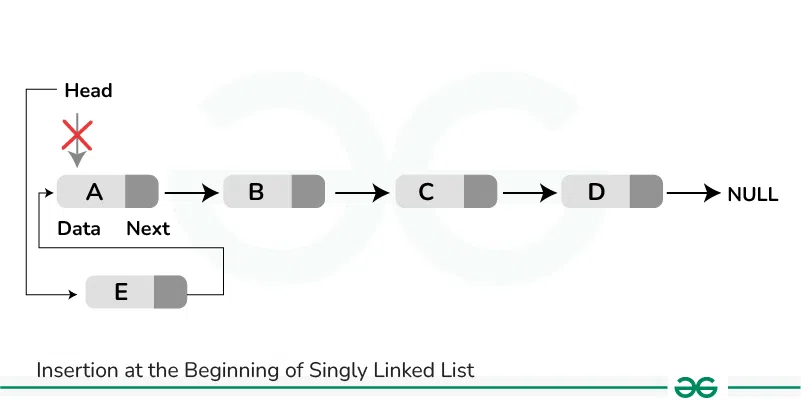 Head
A B C D NULL
Data Next
E
Insertion at the Beginning of Singly Linked List